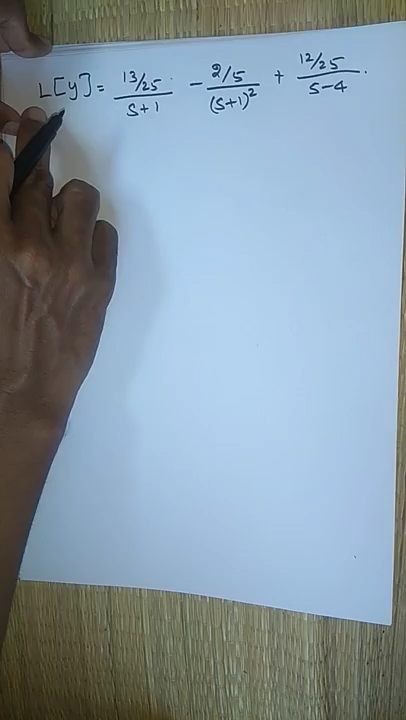 L[y] = 13/25 / s+1 - 2/5 / (s+1)² + 12/25 / s-4.